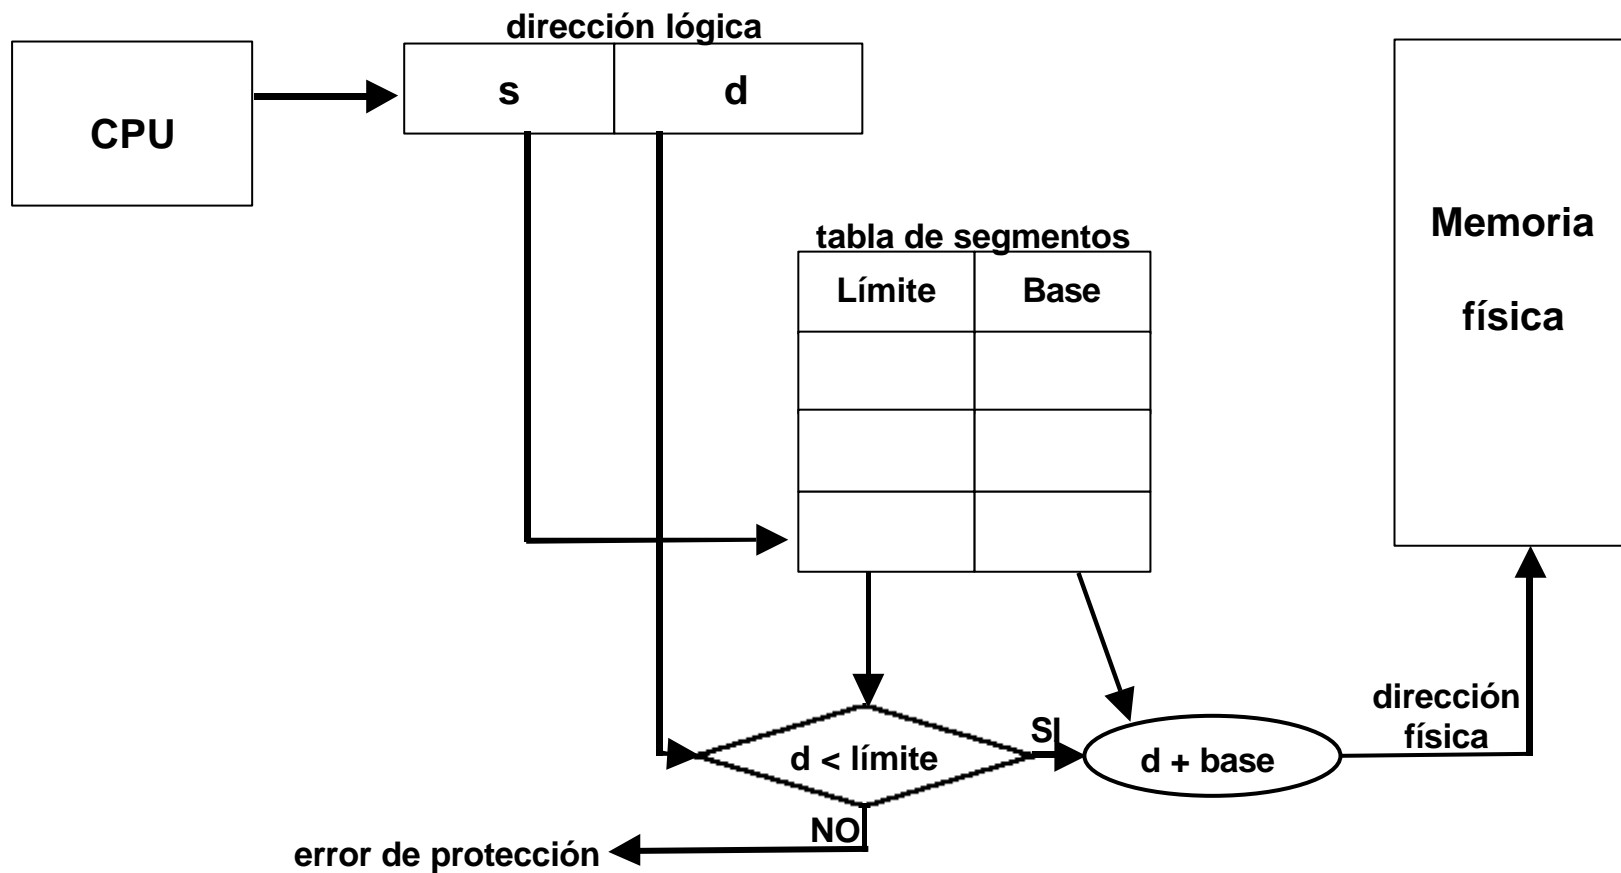 dirección lógica
CPU
s
d
tabla de segmentos
Límite
Base
Memoria
física
d < límite
SI
d + base
dirección
física
NO
error de protección